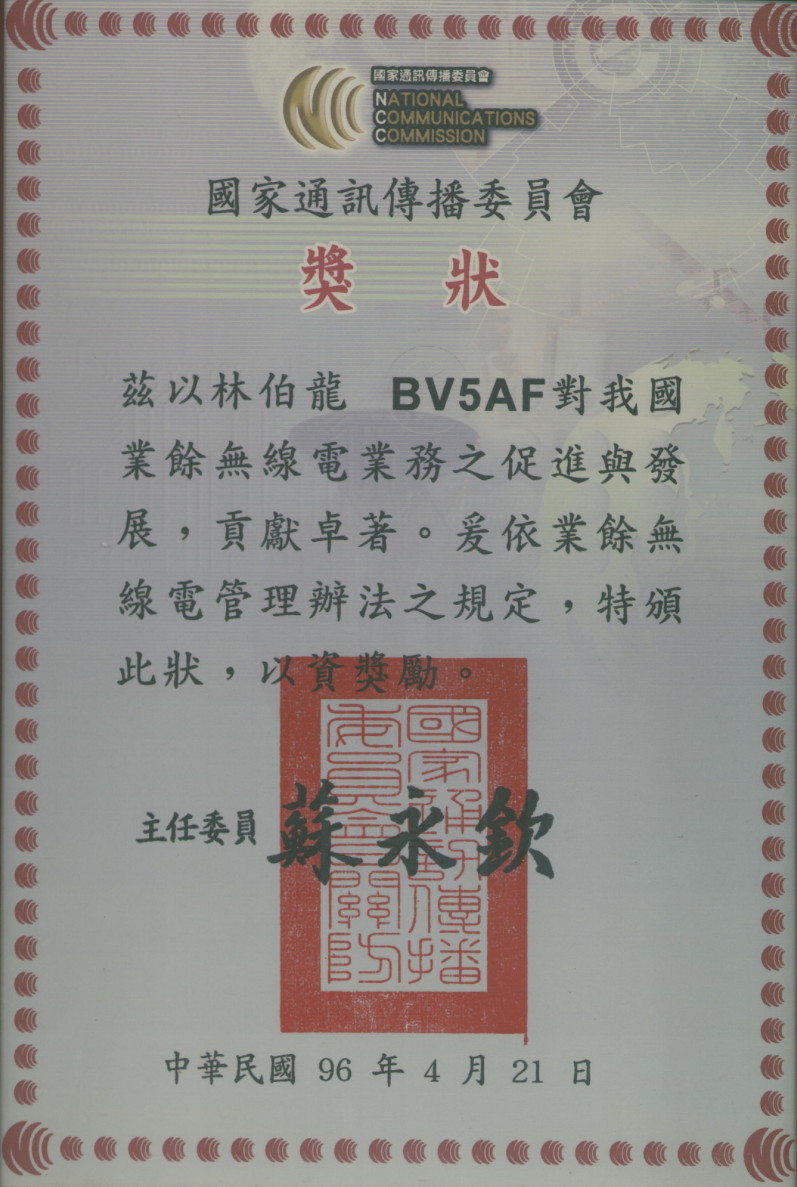 國家通訊傳播委員會
NATIONAL
COMMUNICATIONS
COMMISSION
國家通訊傳播委員會
獎 狀
茲以林伯龍 BV5AF對我國
業餘無線電業務之促進與發
展，貢獻卓著。爰依業餘無
線電管理辦法之規定，特頒
此狀，以資獎勵。
國家通訊傳播
委員會關防
主任委員 蘇永欽
中華民國 96 年 4 月 21 日